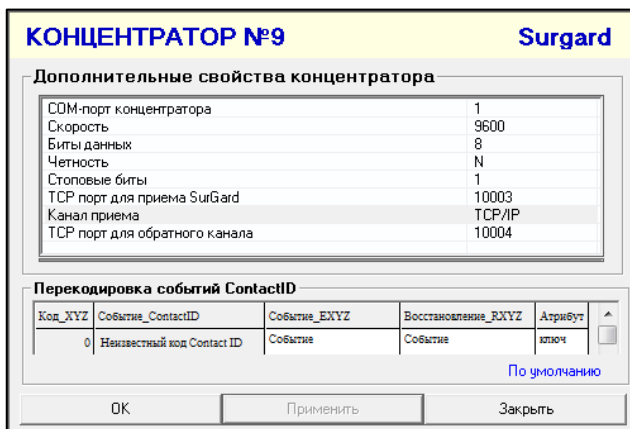 КОНЦЕНТРАТОР №9 Surgard
Дополнительные свойства концентратора
COM-порт концентратора 1
Скорость 9600
Биты данных 8
Четность N
Стоповые биты 1
TCP порт для приема SurGard 10003
Канал приема TCP/IP
TCP порт для обратного канала 10004
Перекодировка событий ContactID
Код_XYZ Событие_ContactID Событие_EXYZ Восстановление_RXYZ Атрибут
0 Неизвестный код Contact ID Событие Событие ключ
По умолчанию
OK Применить Закрыть